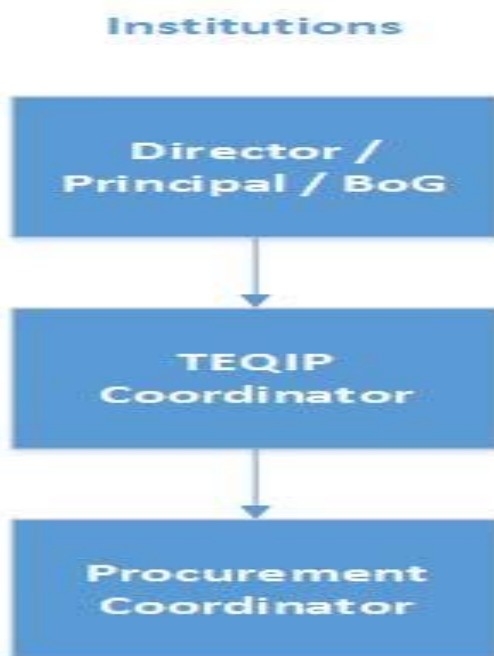 Institutions
Director /
Principal / BoG
TEQIP
Coordinator
Procurement
Coordinator